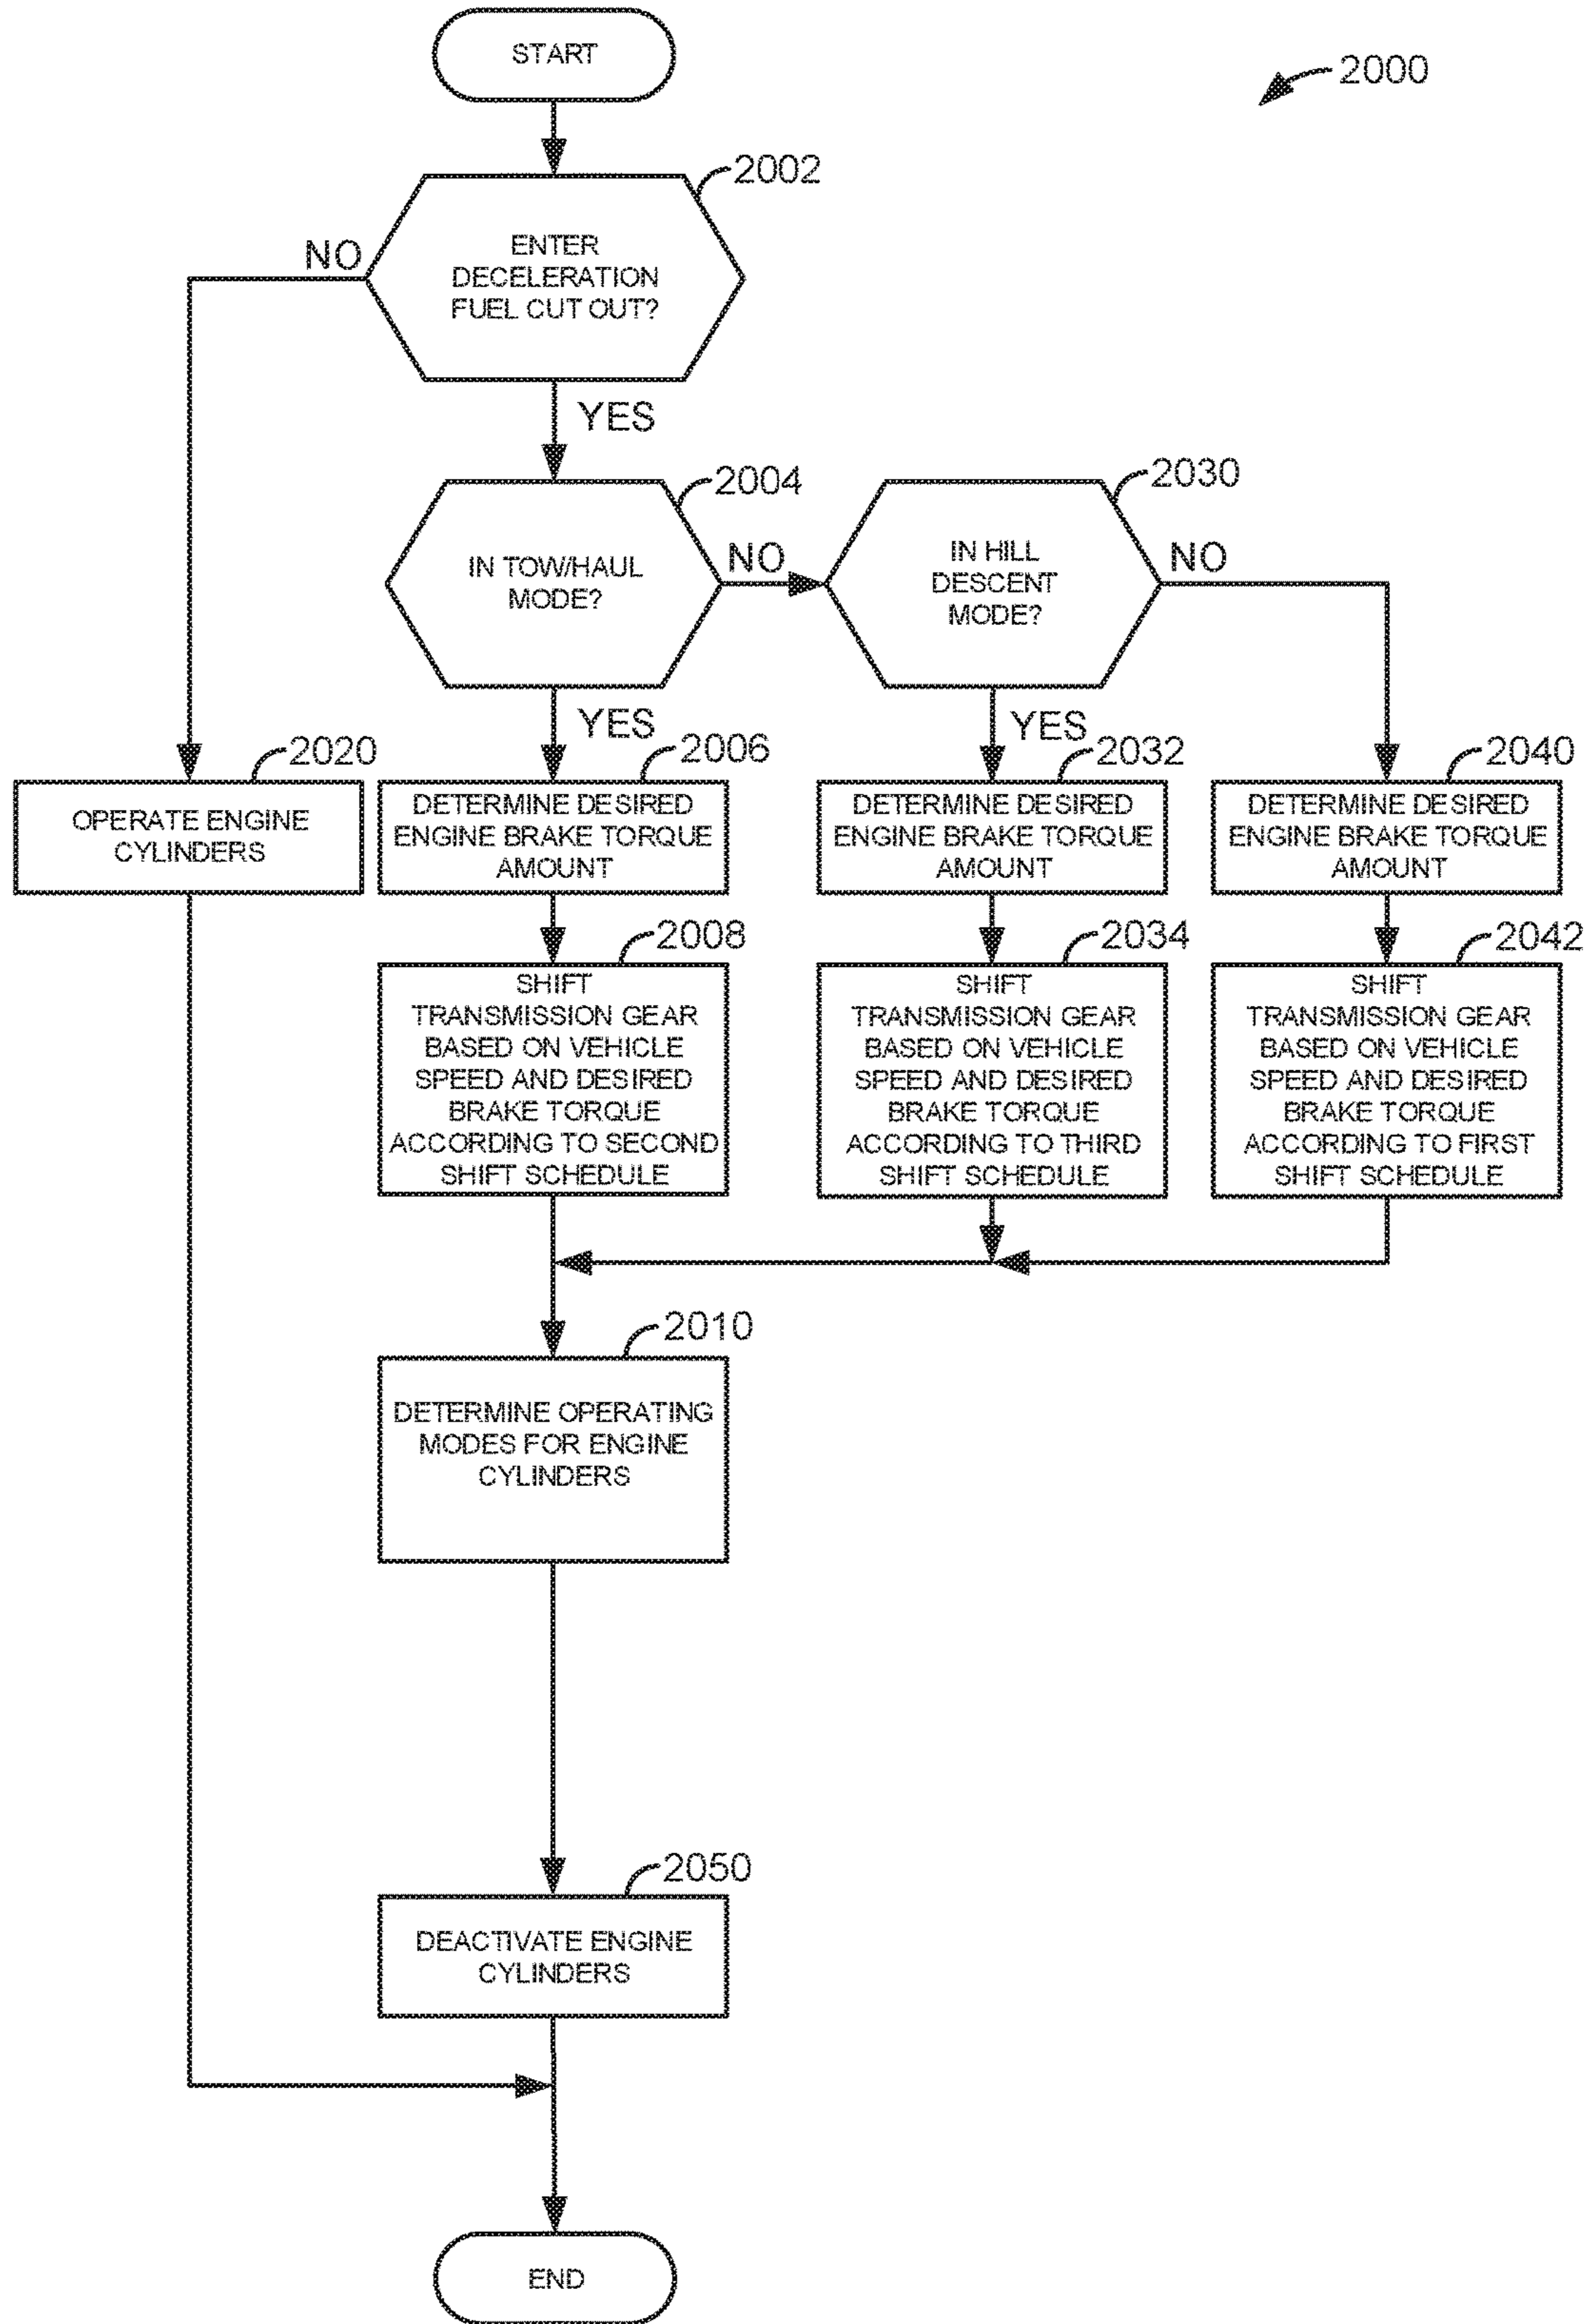 START
2000
2002
ENTER
DECELERATION
FUEL CUT OUT?
NO
YES
2004
IN TOW/HAUL
MODE?
NO
2030
IN HILL
DESCENT
MODE?
NO
YES
YES
2020
OPERATE ENGINE
CYLINDERS
2006
DETERMINE DESIRED
ENGINE BRAKE TORQUE
AMOUNT
2032
DETERMINE DESIRED
ENGINE BRAKE TORQUE
AMOUNT
2040
DETERMINE DESIRED
ENGINE BRAKE TORQUE
AMOUNT
2008
SHIFT
TRANSMISSION GEAR
BASED ON VEHICLE
SPEED AND DESIRED
BRAKE TORQUE
ACCORDING TO SECOND
SHIFT SCHEDULE
2034
SHIFT
TRANSMISSION GEAR
BASED ON VEHICLE
SPEED AND DESIRED
BRAKE TORQUE
ACCORDING TO THIRD
SHIFT SCHEDULE
2042
SHIFT
TRANSMISSION GEAR
BASED ON VEHICLE
SPEED AND DESIRED
BRAKE TORQUE
ACCORDING TO FIRST
SHIFT SCHEDULE
2010
DETERMINE OPERATING
MODES FOR ENGINE
CYLINDERS
2050
DEACTIVATE ENGINE
CYLINDERS
END